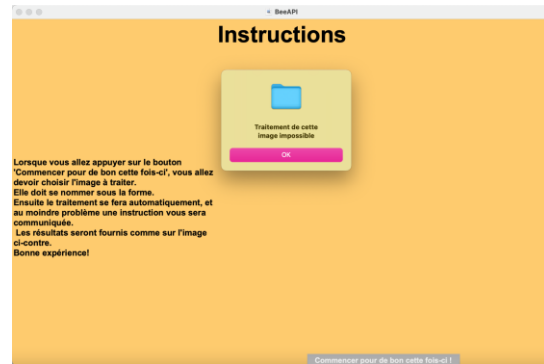 BeeAPI
Instructions
Traitement de cette
image impossible
OK
Lorsque vous allez appuyer sur le bouton
'Commencer pour de bon cette fois-ci', vous allez
devoir choisir l'image à traiter.
Elle doit se nommer sous la forme.
Ensuite le traitement se fera automatiquement, et
au moindre problème une instruction vous sera
communiquée.
Les résultats seront fournis comme sur l'image
ci-contre.
Bonne expérience!
Commencer pour de bon cette fois-ci !